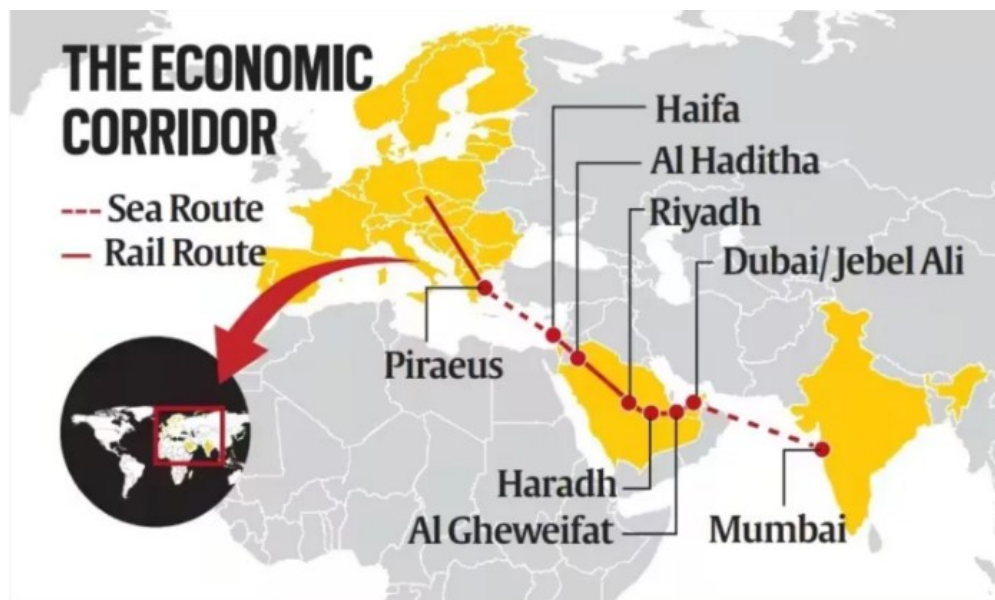 THE ECONOMIC
CORRIDOR
Sea Route
Rail Route
Haifa
Al Haditha
Riyadh
Dubai/Jebel Ali
Piraeus
Haradh
Al Gheweifat
Mumbai